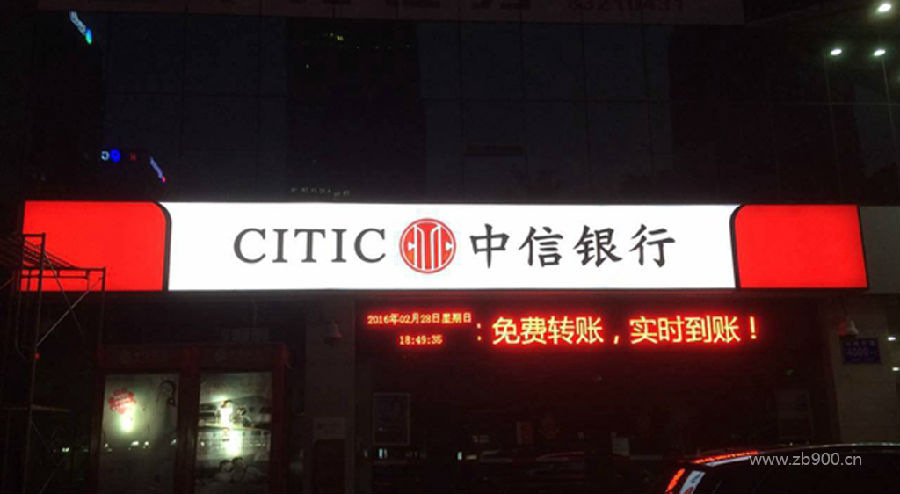 CITIC 中信银行
2016年02月28日星期日
18:49:35
：免费转账，实时到账！
www.zb900.cn